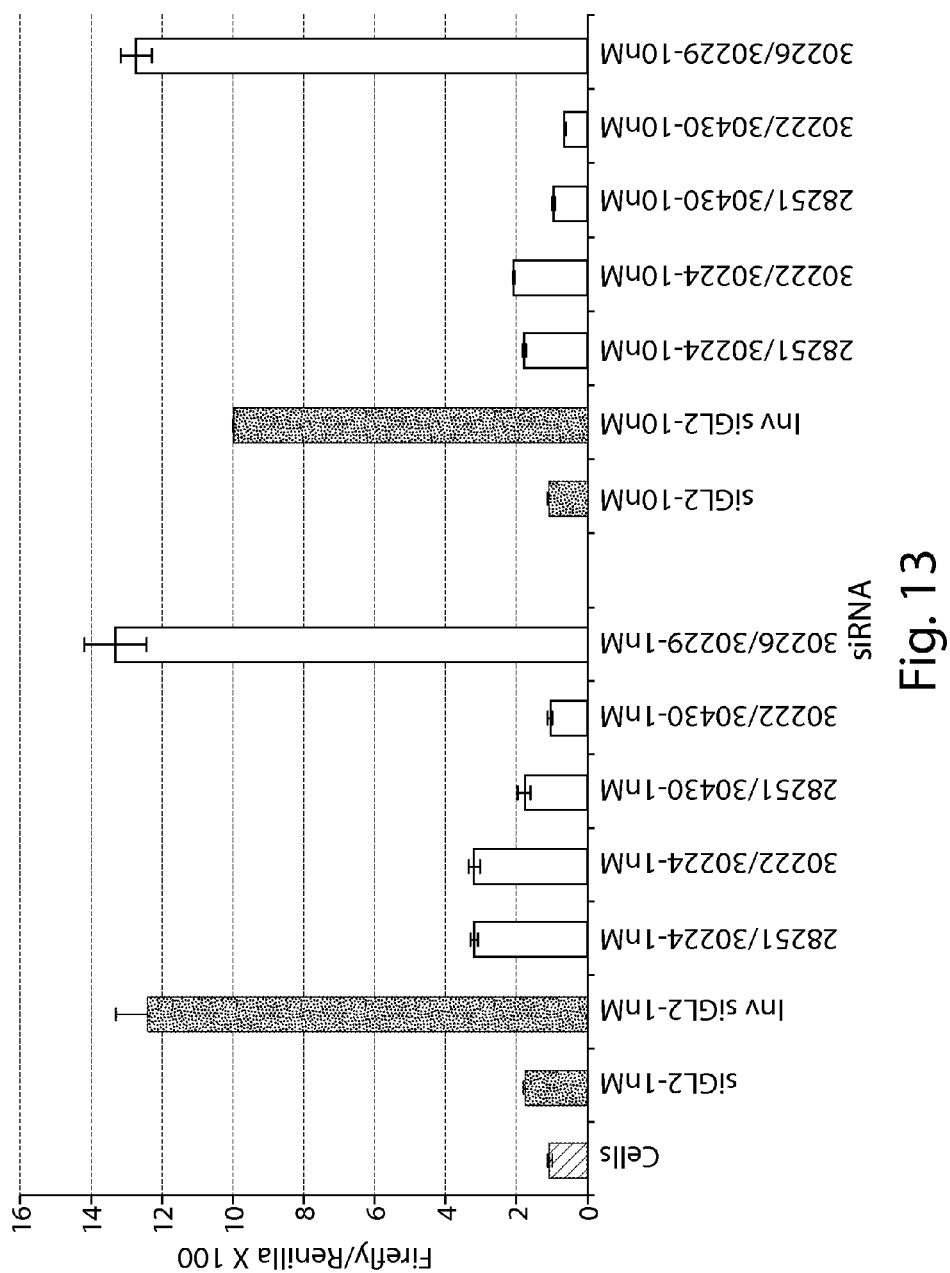 Firefly/Renilla X 100
16
14
12
10
8
6
4
2
0
Cells
siGL2-1nM
Inv siGL2-1nM
28251/30224-1nM
30222/30224-1nM
28251/30430-1nM
30222/30430-1nM
30226/30229-1nM
siGL2-10nM
Inv siGL2-10nM
28251/30224-10nM
30222/30224-10nM
28251/30430-10nM
30222/30430-10nM
30226/30229-10nM
siRNA
Fig. 13